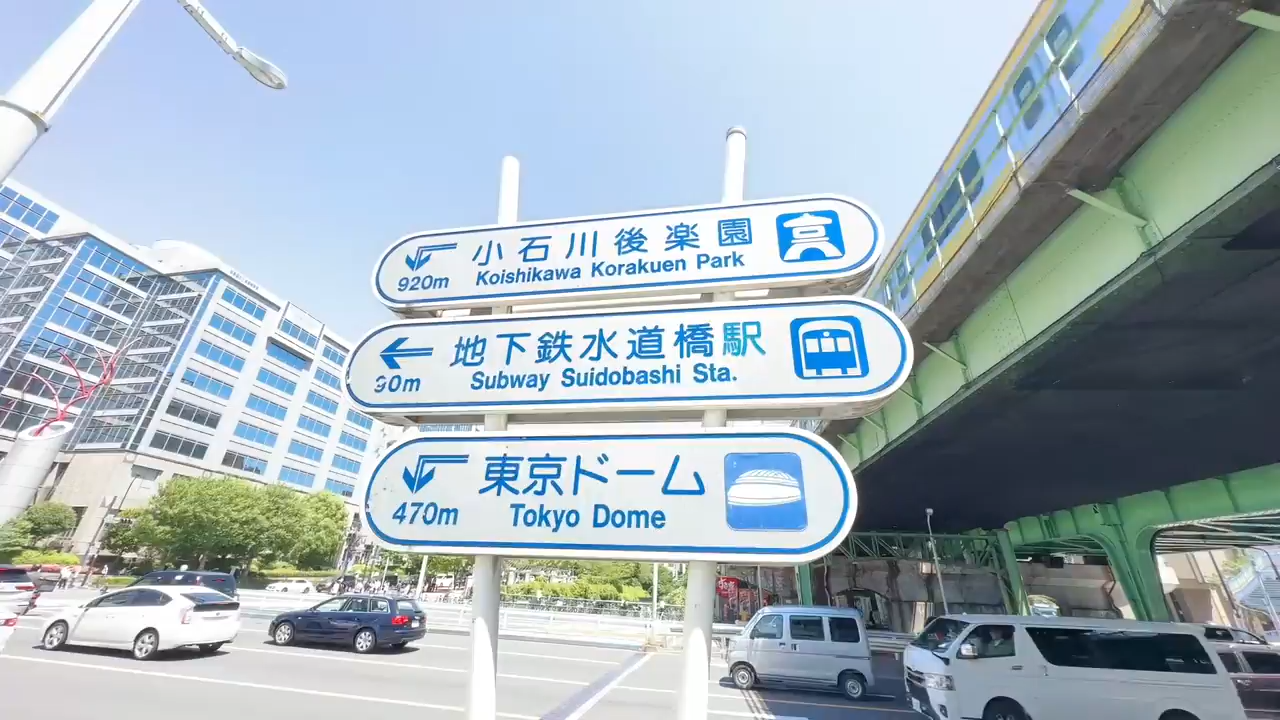 小石川後楽園
920m
Koishikawa Korakuen Park
地下鉄水道橋駅
90m
Subway Suidobashi Sta.
東京ドーム
470m
Tokyo Dome